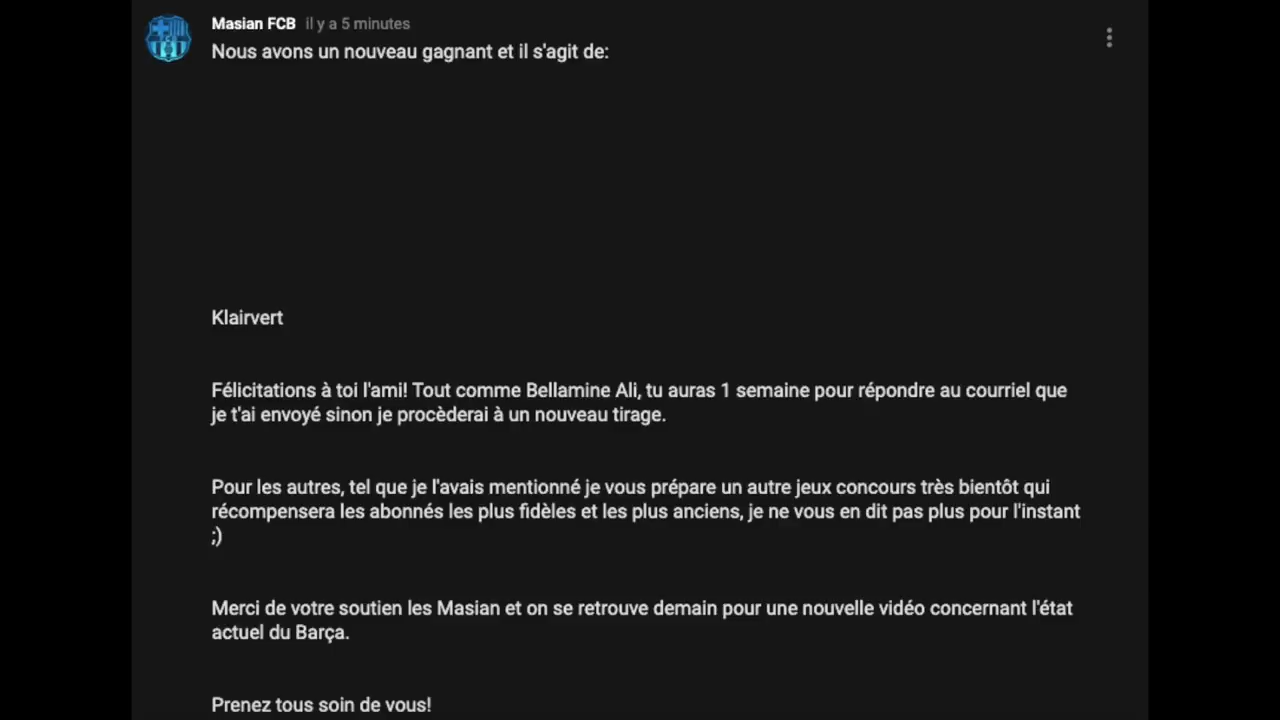 Masian FCB il y a 5 minutes
Nous avons un nouveau gagnant et il s'agit de:
Klairvert
Félicitations à toi l'ami! Tout comme Bellamine Ali, tu auras 1 semaine pour répondre au courriel que
je t'ai envoyé sinon je procèderai à un nouveau tirage.
Pour les autres, tel que je l'avais mentionné je vous prépare un autre jeux concours très bientôt qui
récompensera les abonnés les plus fidèles et les plus anciens, je ne vous en dit pas plus pour l'instant
;)
Merci de votre soutien les Masian et on se retrouve demain pour une nouvelle vidéo concernant l'état
actuel du Barça.
Prenez tous soin de vous!